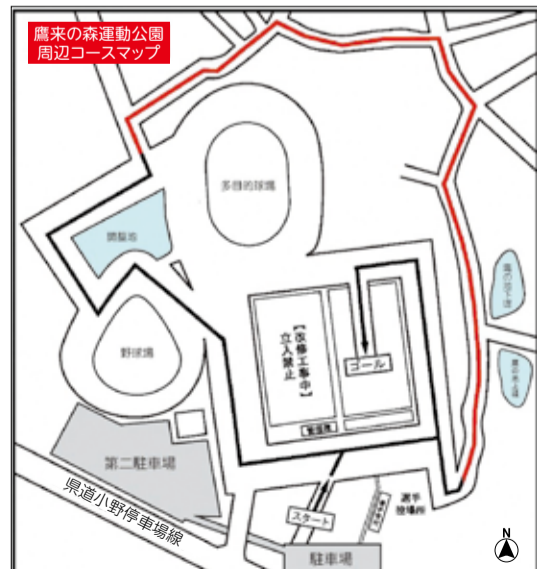 鷹来の森運動公園
周辺コースマップ
多目的球場
調整池
野球場
【改修工事中】
立入禁止
ゴール
管理棟
第二駐車場
県道小野停車場線
スタート
選手
駐車場
N